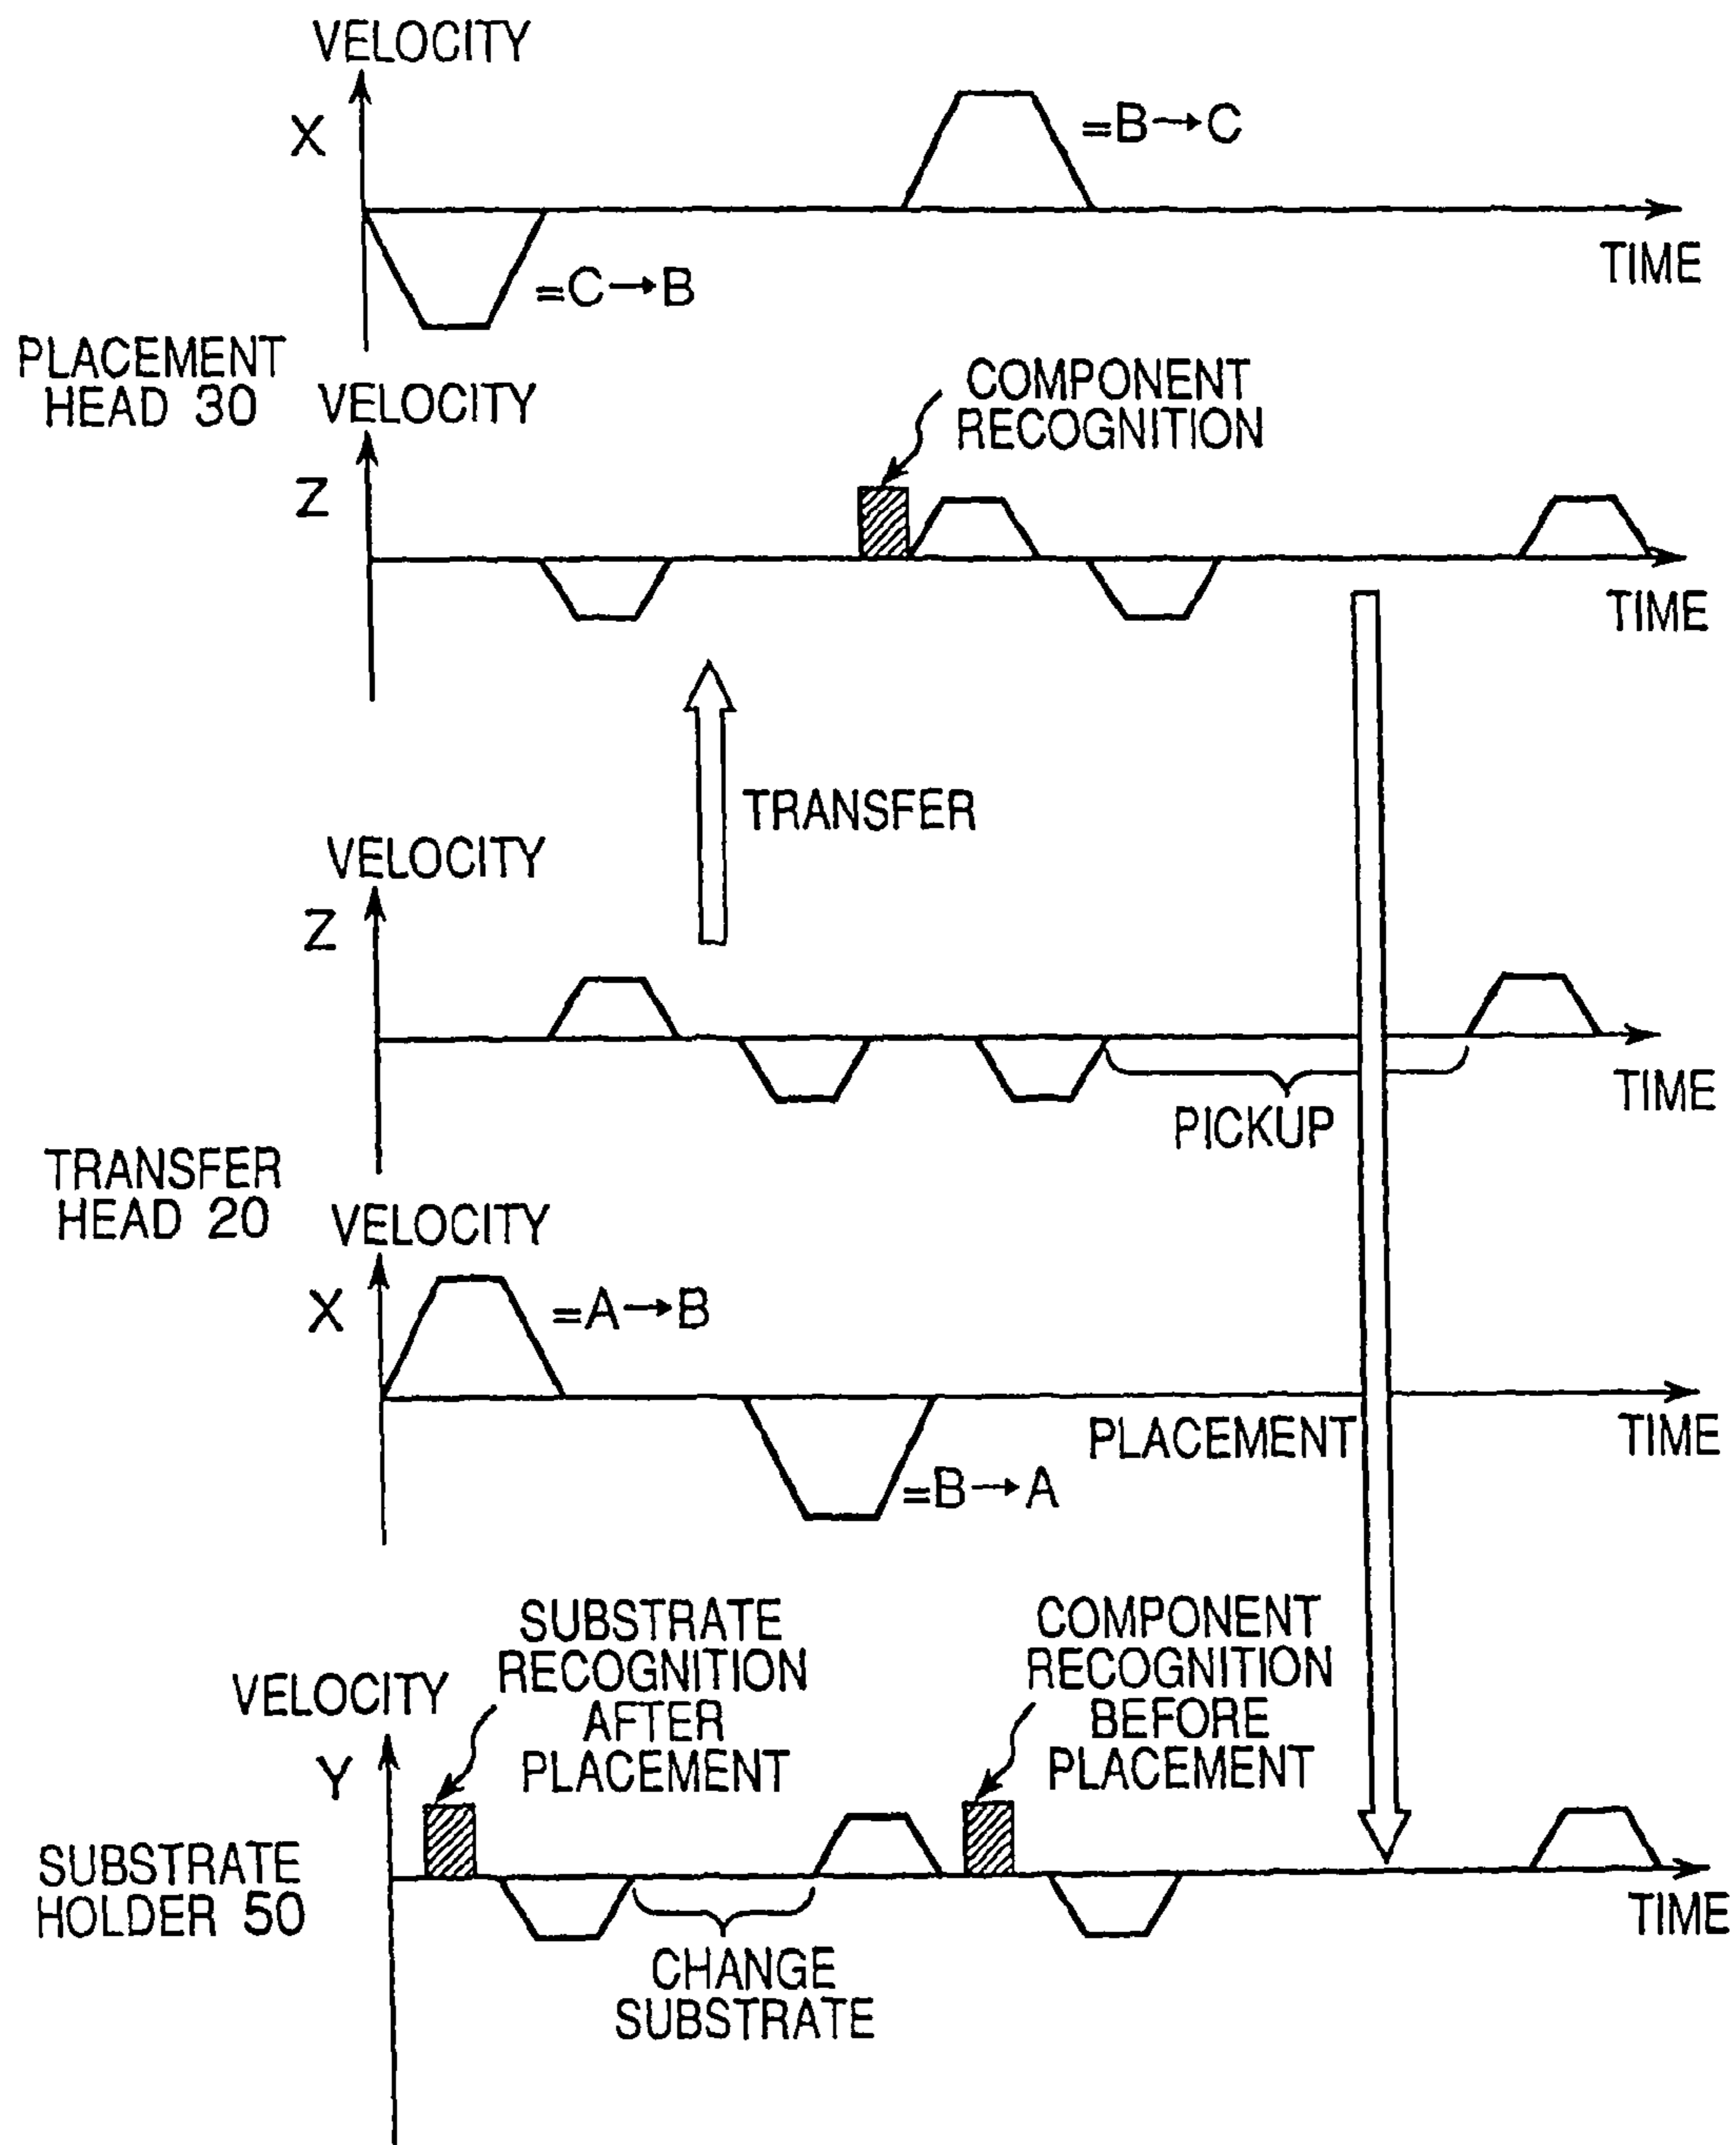 VELOCITY
X
=B→C
TIME
=C→B
PLACEMENT
HEAD 30
VELOCITY
Z
COMPONENT
RECOGNITION
TIME
TRANSFER
VELOCITY
Z
TIME
PICKUP
TRANSFER
HEAD 20
VELOCITY
X
=A→B
TIME
PLACEMENT
=B→A
SUBSTRATE
RECOGNITION
AFTER
PLACEMENT
COMPONENT
RECOGNITION
BEFORE
PLACEMENT
VELOCITY
Y
SUBSTRATE
HOLDER 50
TIME
CHANGE
SUBSTRATE